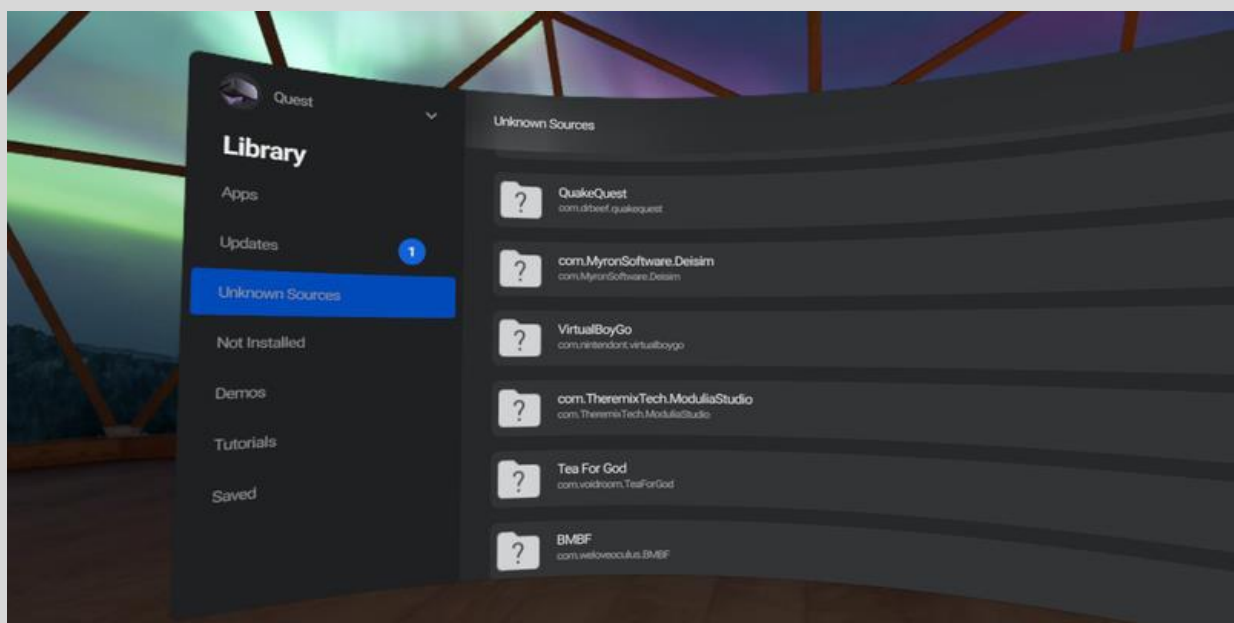 Quest
Library
Apps
Updates
1
Unknown Sources
Not Installed
Demos
Tutorials
Saved
Unknown Sources
?
QuakeQuest
com.drbeef.quakequest
?
com.MyronSoftware.Deisim
com.MyronSoftware.Deisim
?
VirtualBoyGo
com.nintendont.virtualboygo
?
com.TheremixTech.ModuliaStudio
com.TheremixTech.ModuliaStudio
?
Tea For God
com.voidroom.TeaForGod
?
BMBF
com.weloveoculus.BMBF